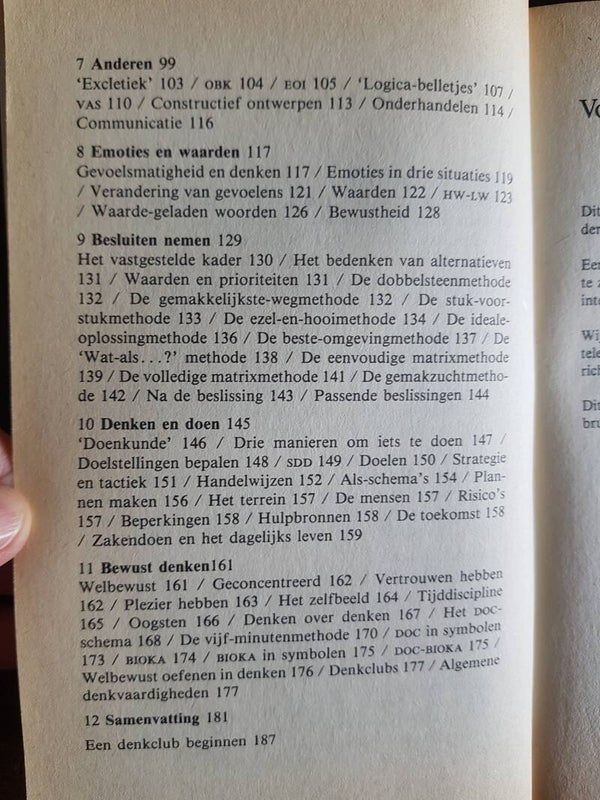 7 Anderen 99
'Excletiek' 103 / OBK 104 / EOI 105 / 'Logica-belletjes' 107 /
VAS 110 / Constructief ontwerpen 113 / Onderhandelen 114 /
Communicatie 116
8 Emoties en waarden 117
Gevoelsmatigheid en denken 117 / Emoties in drie situaties 119
/ Verandering van gevoelens 121 / Waarden 122 / HW-LW 123
/ Waarde-geladen woorden 126 / Bewustheid 128
9 Besluiten nemen 129
Het vastgestelde kader 130 / Het bedenken van alternatieven
131 / Waarden en prioriteiten 131 / De dobbelsteenmethode
132 / De gemakkelijkste-wegmethode 132 / De stuk-voor-
stukmethode 133 / De ezel-en-hooimethode 134 / De ideale-
oplossingmethode 136 / De beste-omgevingmethode 137 / De
'Wat-als...?' methode 138 / De eenvoudige matrixmethode
139 / De volledige matrixmethode 141 / De gemakzuchtmetho-
de 142 / Na de beslissing 143 / Passende beslissingen 144
10 Denken en doen 145
'Doenkunde' 146 / Drie manieren om iets te doen 147 /
Doelstellingen bepalen 148 / SDD 149 / Doelen 150 / Strategie
en tactiek 151 / Handelwijzen 152 / Als-schema's 154 / Plan-
nen maken 156 / Het terrein 157 / De mensen 157 / Risico's
157 / Beperkingen 158 / Hulpbronnen 158 / De toekomst 158
/ Zakendoen en het dagelijks leven 159
11 Bewust denken161
Welbewust 161 / Geconcentreerd 162 / Vertrouwen hebben
162 / Plezier hebben 163 / Het zelfbeeld 164 / Tijddiscipline
165 / Oogsten 166 / Denken over denken 167 / Het DOC-
schema 168 / De vijf-minutenmethode 170 / DOC in symbolen
173 / BIOKA 174 / BIOKA in symbolen 175 / DOC-BIOKA 175 /
Welbewust oefenen in denken 176 / Denkclubs 177 / Algemene
denkvaardigheden 177
12 Samenvatting 181
Een denkclub beginnen 187